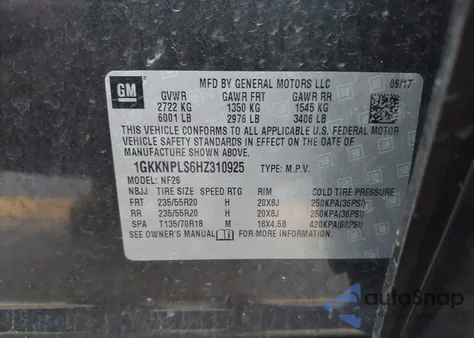 GM
MFD BY GENERAL MOTORS LLC 06/17
GVWR GAWR FRT GAWR RR
2722 KG 1350 KG 1545 KG
6001 LB 2976 LB 3406 LB
THIS VEHICLE CONFORMS TO ALL APPLICABLE U.S. FEDERAL MOTOR
VEHICLE SAFETY AND THEFT PREVENTION STANDARDS IN EFFECT ON THE DATE OF
MANUFACTURE SHOWN ABOVE.
1GKKNPLS6HZ310925 TYPE: M.P.V.
MODEL: NF26
NBJJ TIRE SIZE SPEED RTG RIM COLD TIRE PRESSURE
FRT 235/55R20 H 20X8J 250KPA(36PSI)
RR 235/55R20 H 20X8J 250KPA(36PSI)
SPA T135/70R18 M 18X4.5B 420KPA(60PSI)
SEE OWNER'S MANUAL FOR MORE INFORMATION.
autoSnap